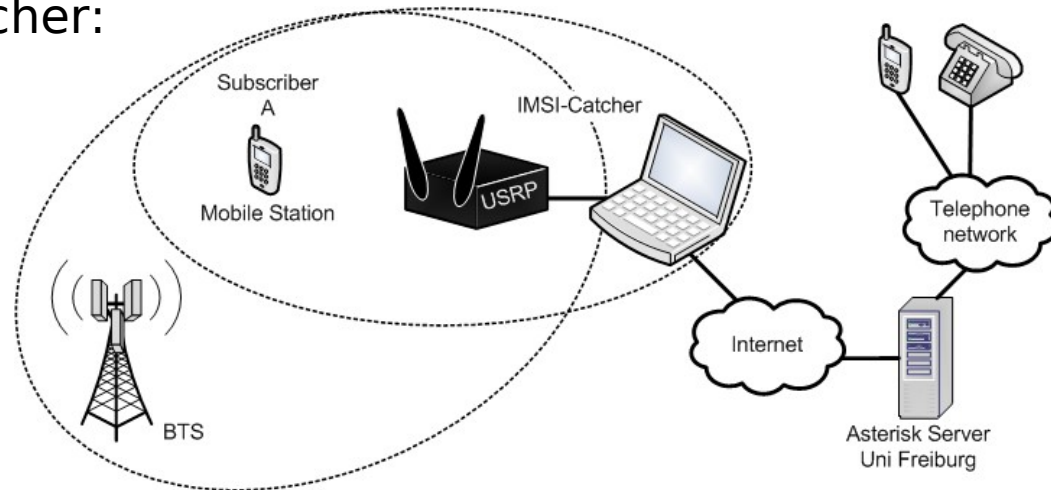 cher:
Subscriber
A
Mobile Station
IMSI-Catcher
USRP
BTS
Internet
Telephone
network
Asterisk Server
Uni Freiburg